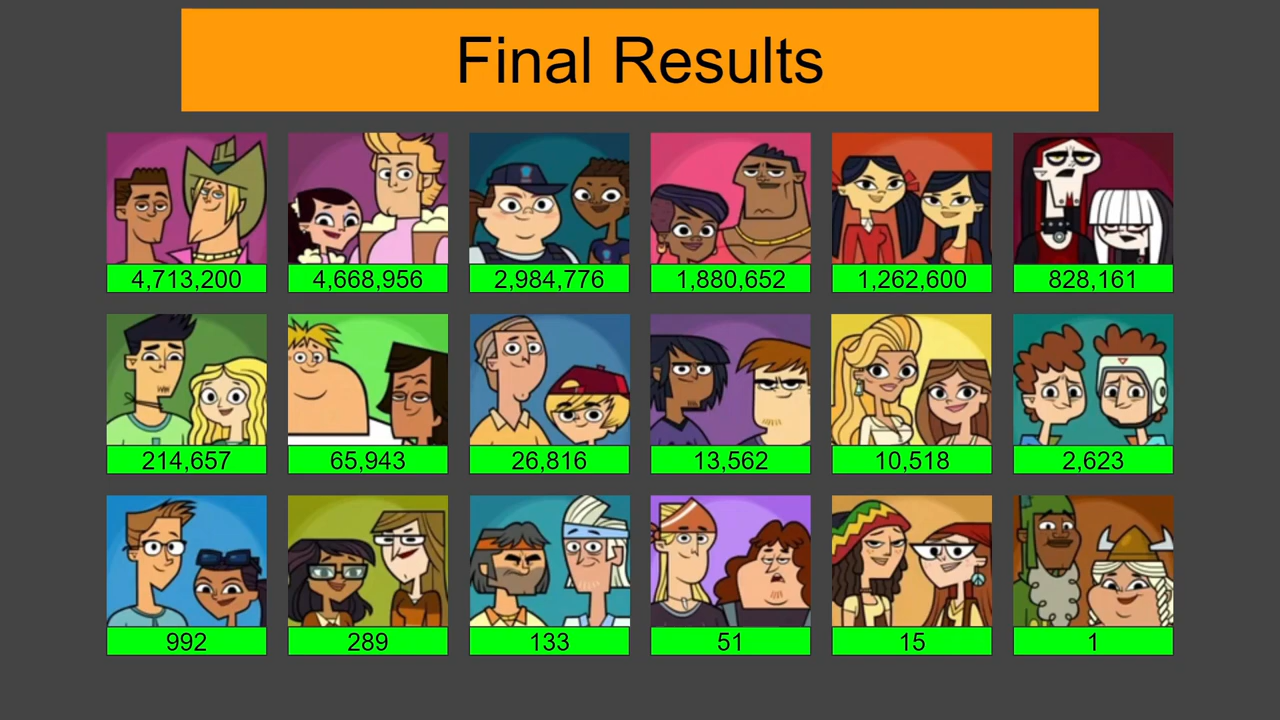 Final Results
4,713,200 4,668,956 2,984,776 1,880,652 1,262,600 828,161
214,657 65,943 26,816 13,562 10,518 2,623
992 289 133 51 15 1